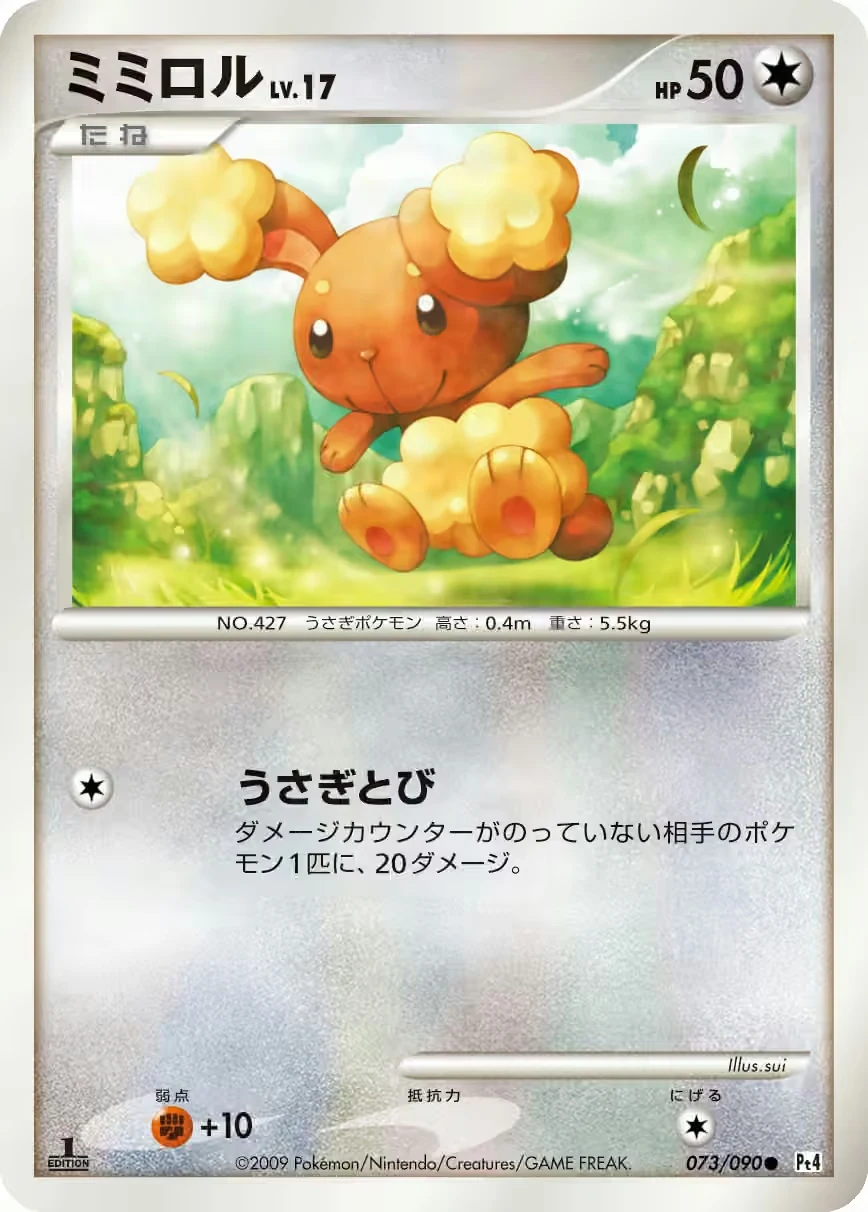 ミミロル LV.17 HP 50
たね
NO.427 うさぎポケモン 高さ:0.4m 重さ:5.5kg
うさぎとび
ダメージカウンターがのっていない相手のポケ
モン1匹に、20ダメージ。
Illus.sui
弱点 抵抗力 にげる
+10
1 EDITION
©2009 Pokémon/Nintendo/Creatures/GAME FREAK. 073/090● Pt4